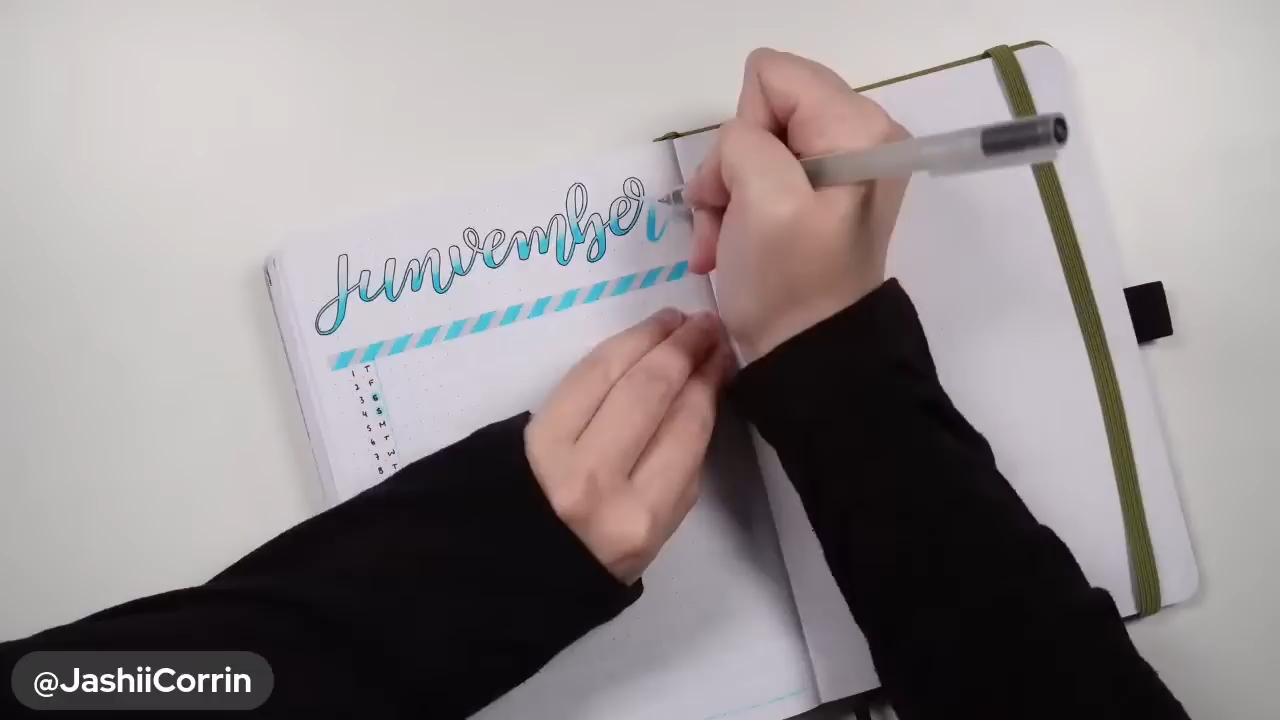 Junvember
1 T
2 F
3 S
4 S
5 M
6 T
7 W
8 T
@JashiiCorrin